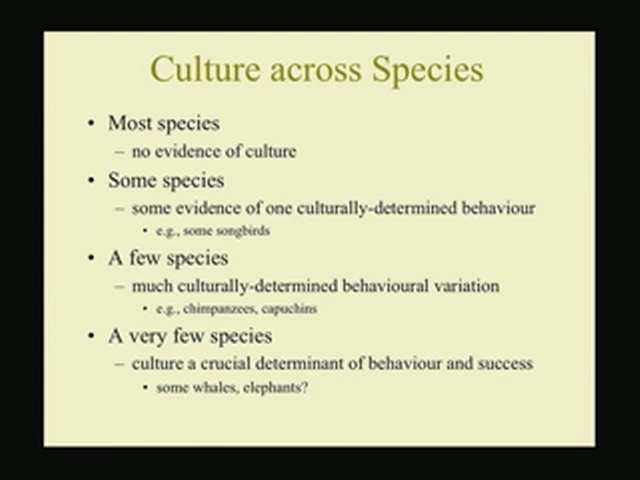 Culture across Species
• Most species
– no evidence of culture
• Some species
– some evidence of one culturally-determined behaviour
• e.g., some songbirds
• A few species
– much culturally-determined behavioural variation
• e.g., chimpanzees, capuchins
• A very few species
– culture a crucial determinant of behaviour and success
• some whales, elephants?